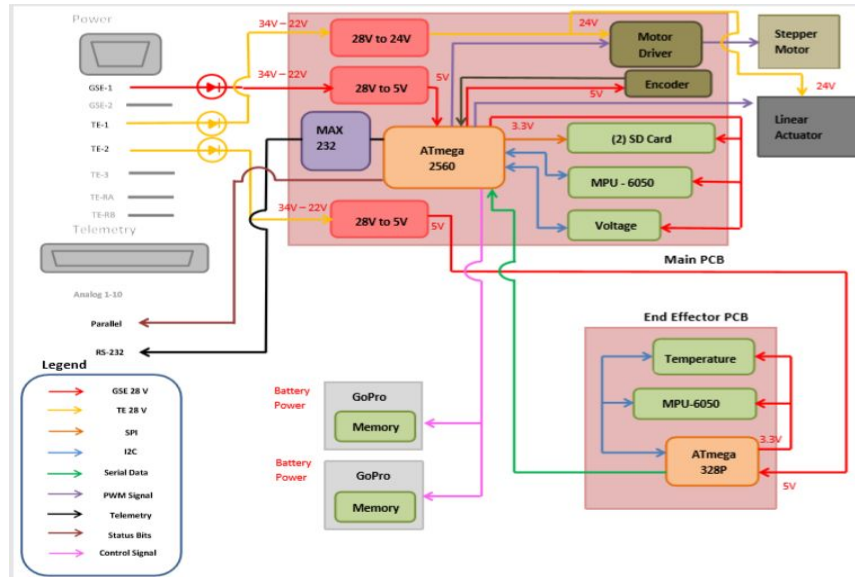 Power
GSE-1
GSE-2
TE-1
TE-2
TE-3
TE-RA
TE-RB
Telemetry
Analog 1-10
Parallel
RS-232
34V – 22V
34V – 22V
34V – 22V
28V to 24V
28V to 5V
MAX
232
ATmega
2560
28V to 5V
5V
5V
5V
24V
24V
3.3V
Motor
Driver
Encoder
(2) SD Card
MPU - 6050
Voltage
Stepper
Motor
Linear
Actuator
Main PCB
End Effector PCB
Temperature
MPU-6050
3.3V
ATmega
328P
5V
Battery
Power
GoPro
Memory
Battery
Power
GoPro
Memory
Legend
GSE 28 V
TE 28 V
SPI
I2C
Serial Data
PWM Signal
Telemetry
Status Bits
Control Signal